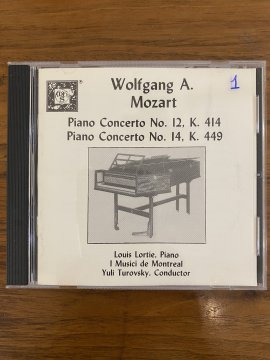 Wolfgang A.
Mozart
1
Piano Concerto No. 12, K. 414
Piano Concerto No. 14, K. 449
Louis Lortie, Piano
I Musici de Montreal
Yuli Turovsky, Conductor